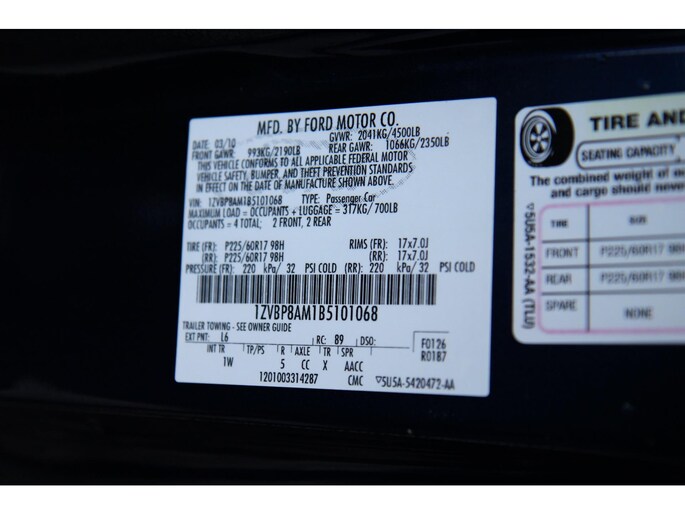 MFD. BY FORD MOTOR CO.
DATE: 03/10 GVWR: 2041KG/4500LB
FRONT GAWR: 993KG/2190LB REAR GAWR: 1066KG/2350LB
THIS VEHICLE CONFORMS TO ALL APPLICABLE FEDERAL MOTOR
VEHICLE SAFETY, BUMPER, AND THEFT PREVENTION STANDARDS
IN EFFECT ON THE DATE OF MANUFACTURE SHOWN ABOVE.
VIN: 1ZVBP8AM1B5101068 TYPE: Passenger Car
MAXIMUM LOAD = OCCUPANTS + LUGGAGE = 317KG/700LB
OCCUPANTS = 4 TOTAL; 2 FRONT, 2 REAR
TIRE (FR): P225/60R17 98H RIMS (FR): 17x7.0J
(RR): P225/60R17 98H (RR): 17x7.0J
PRESSURE (FR): 220 kPa/ 32 PSI COLD (RR): 220 kPa/ 32 PSI COLD
1ZVBP8AM1B5101068
TRAILER TOWING - SEE OWNER GUIDE
EXT PNT: L6 RC: 89 DSO: F0126
R0187
INT TR TP/PS R AXLE TR SPR
1W 5 CC X AACC
1201003314287 CMC ▽5U5A-5420472-AA
TIRE AND
SEATING CAPACITY
The combined weight of
and cargo should never
TIRE SIZE
FRONT P225/60R17 98H
REAR P225/60R17
SPARE NONE
▽5U5A-1532-AA (TLU)